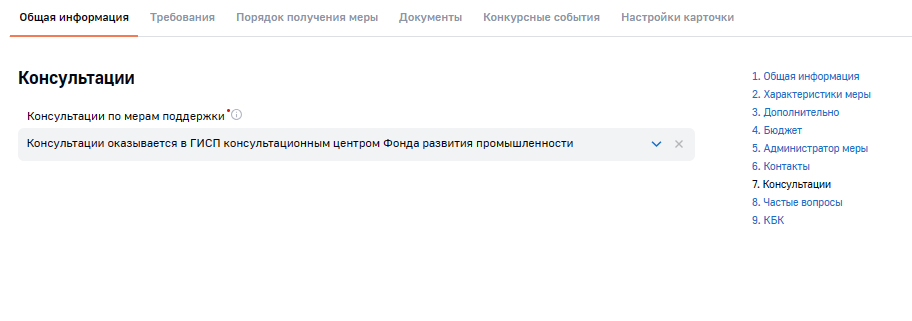 Общая информация Требования Порядок получения меры Документы Конкурсные события Настройки карточки
Консультации
Консультации по мерам поддержки *
Консультации оказывается в ГИСП консультационным центром Фонда развития промышленности
1. Общая информация
2. Характеристики меры
3. Дополнительно
4. Бюджет
5. Администратор меры
6. Контакты
7. Консультации
8. Частые вопросы
9. КБК